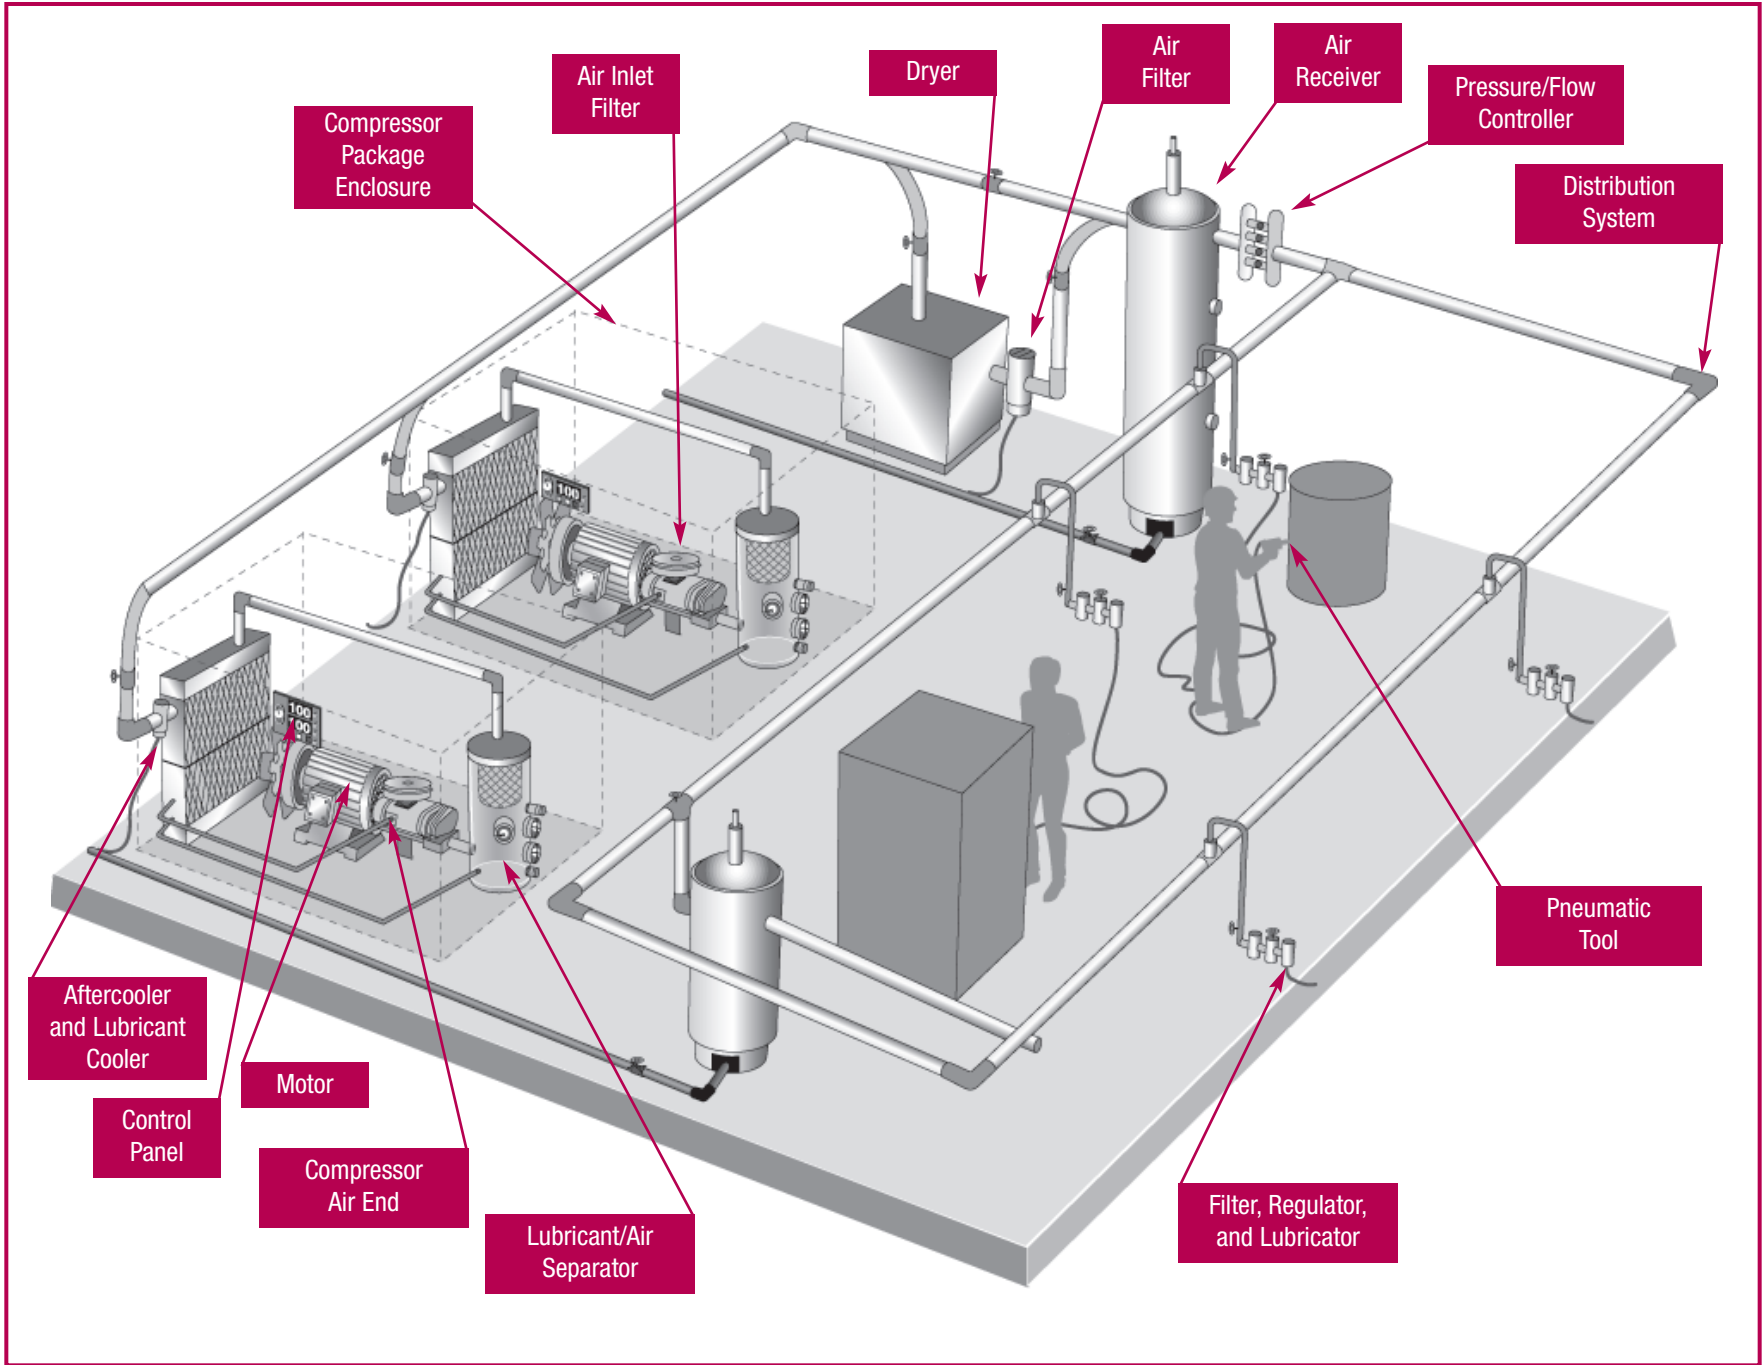 Air
Filter
Air
Receiver
Dryer
Air Inlet
Filter
Pressure/Flow
Controller
Compressor
Package
Enclosure
Distribution
System
100
100
100
Pneumatic
Tool
Aftercooler
and Lubricant
Cooler
Motor
Control
Panel
Compressor
Air End
Filter, Regulator,
and Lubricator
Lubricant/Air
Separator